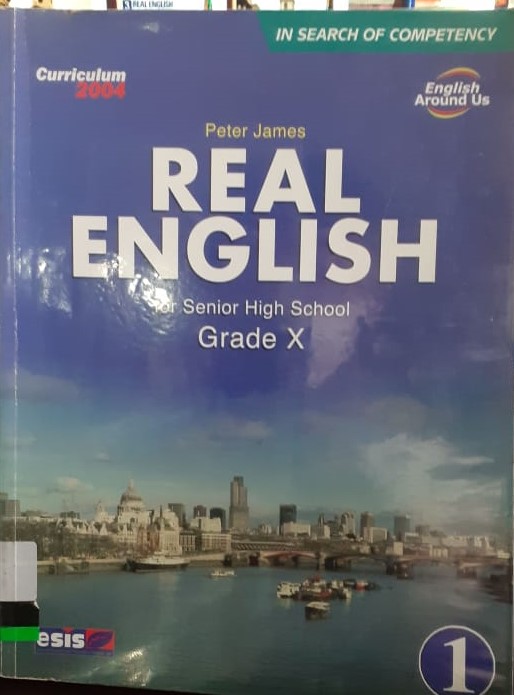 REAL ENGLISH
IN SEARCH OF COMPETENCY
Curriculum
2004
English
Around Us
Peter James
REAL
ENGLISH
for Senior High School
Grade X
esis
1